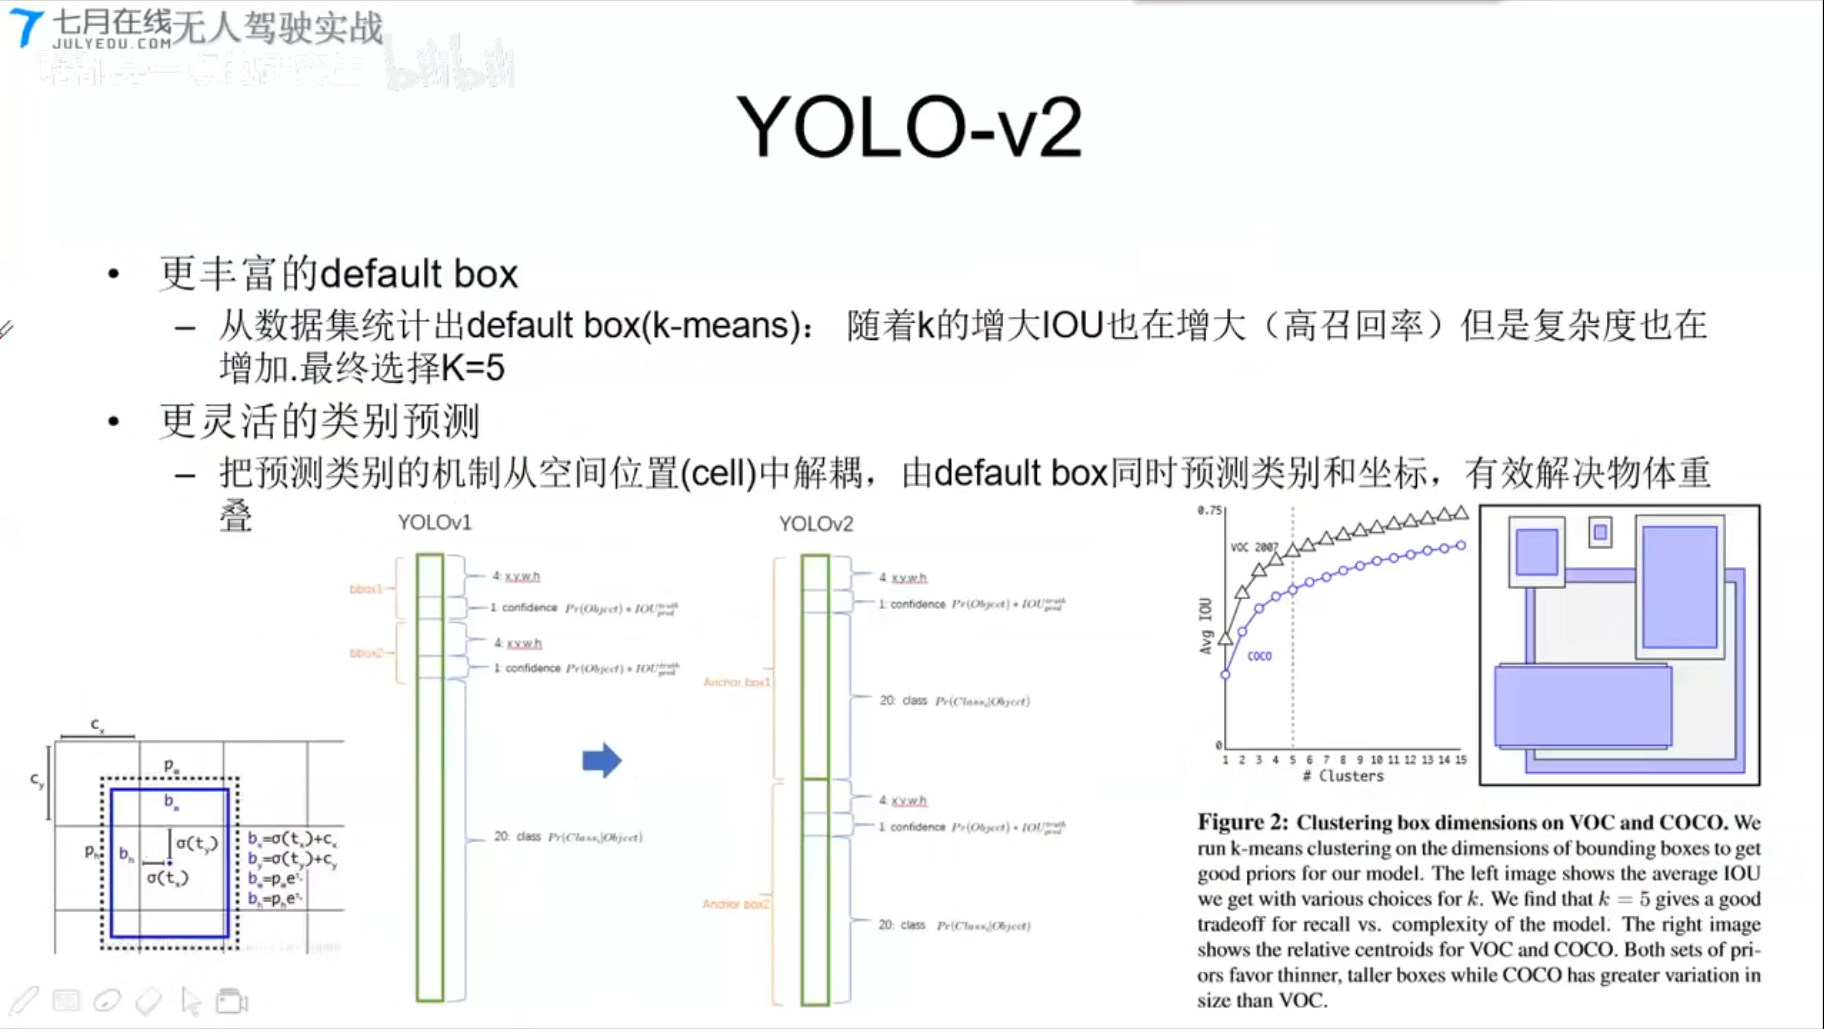 七月在线
JULYEDU.COM
无人驾驶实战
啥都会一点的研究生
bilibili
YOLO-v2
• 更丰富的default box
– 从数据集统计出default box(k-means)： 随着k的增大IOU也在增大（高召回率）但是复杂度也在
增加.最终选择K=5
• 更灵活的类别预测
– 把预测类别的机制从空间位置(cell)中解耦，由default box同时预测类别和坐标，有效解决物体重
叠
YOLOv1
bbox1
4: x,y,w,h
1: confidence Pr(Object) * IOU truth pred
bbox2
4: x,y,w,h
1: confidence Pr(Object) * IOU truth pred
20: class Pr(Class_i|Object)
YOLOv2
4: x,y,w,h
1: confidence Pr(Object) * IOU truth pred
Anchor box1
20: class Pr(Class_i|Object)
4: x,y,w,h
1: confidence Pr(Object) * IOU truth pred
Anchor box2
20: class Pr(Class_i|Object)
c_x
c_y
p_w
b_w
p_h
b_h
σ(t_y)
σ(t_x)
b_x=σ(t_x)+c_x
b_y=σ(t_y)+c_y
b_w=p_w e^t
b_h=p_h e^t
0.75
VOC 2007
Avg IOU
COCO
0
1 2 3 4 5 6 7 8 9 10 11 12 13 14 15
# Clusters
Figure 2: Clustering box dimensions on VOC and COCO. We
run k-means clustering on the dimensions of bounding boxes to get
good priors for our model. The left image shows the average IOU
we get with various choices for k. We find that k = 5 gives a good
tradeoff for recall vs. complexity of the model. The right image
shows the relative centroids for VOC and COCO. Both sets of pri-
ors favor thinner, taller boxes while COCO has greater variation in
size than VOC.